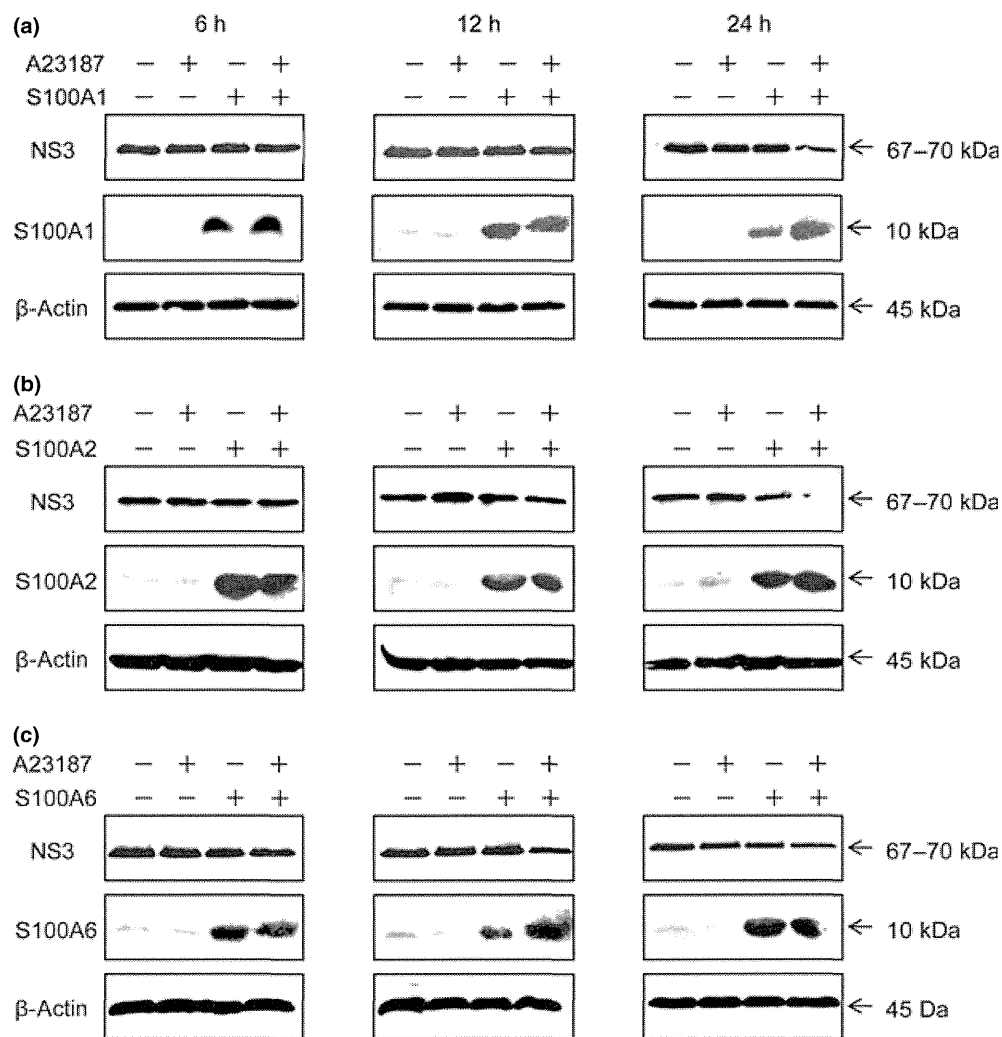 (a) 6 h 12 h 24 h
A23187 − + − + − + − + − + − +
S100A1 − − + + − − + + − − + +
NS3 ← 67–70 kDa
S100A1 ← 10 kDa
β-Actin ← 45 kDa
(b)
A23187 − + − + − + − + − + − +
S100A2 − − + + − − + + − − + +
NS3 ← 67–70 kDa
S100A2 ← 10 kDa
β-Actin ← 45 kDa
(c)
A23187 − + − + − + − + − + − +
S100A6 − − + + − − + + − − + +
NS3 ← 67–70 kDa
S100A6 ← 10 kDa
β-Actin ← 45 Da